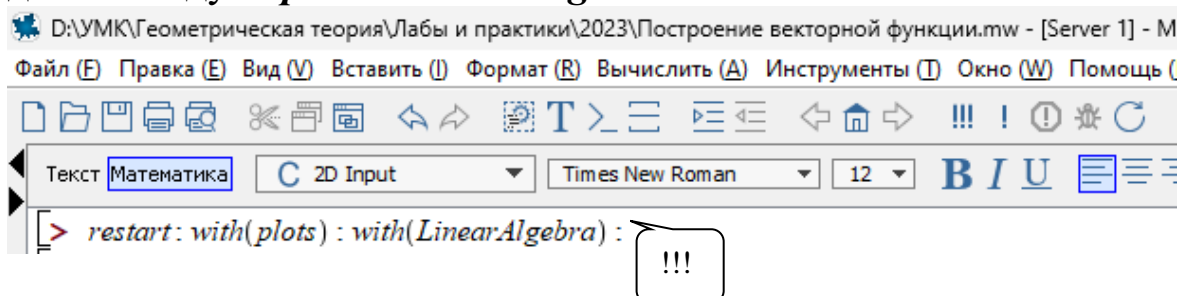 D:\УМК\Геометрическая теория\Лабы и практики\2023\Построение векторной функции.mw - [Server 1] - M
Файл (F) Правка (E) Вид (V) Вставить (I) Формат (R) Вычислить (A) Инструменты (T) Окно (W) Помощь (
!!! !
Текст Математика C 2D Input Times New Roman 12 B I U
> restart: with(plots) : with(LinearAlgebra) :
!!!